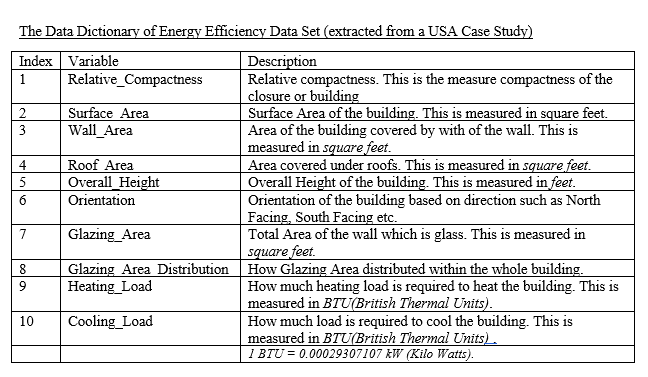 The Data Dictionary of Energy Efficiency Data Set (extracted from a USA Case Study)
Index Variable Description
1 Relative_Compactness Relative compactness. This is the measure compactness of the
closure or building
2 Surface_Area Surface Area of the building. This is measured in square feet.
3 Wall_Area Area of the building covered by with of the wall. This is
measured in square feet.
4 Roof_Area Area covered under roofs. This is measured in square feet.
5 Overall_Height Overall Height of the building. This is measured in feet.
6 Orientation Orientation of the building based on direction such as North
Facing, South Facing etc.
7 Glazing_Area Total Area of the wall which is glass. This is measured in
square feet.
8 Glazing_Area_Distribution How Glazing Area distributed within the whole building.
9 Heating_Load How much heating load is required to heat the building. This is
measured in BTU(British Thermal Units).
10 Cooling_Load How much load is required to cool the building. This is
measured in BTU(British Thermal Units).
1 BTU = 0.00029307107 kW (Kilo Watts).